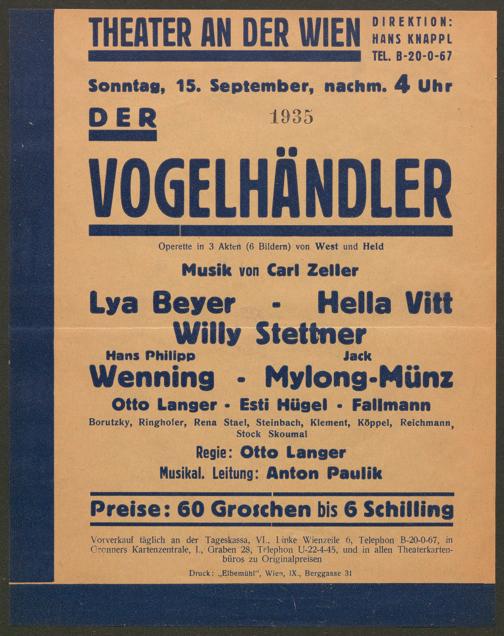 THEATER AN DER WIEN
DIREKTION:
HANS KNAPPL
TEL. B-20-0-67
Sonntag, 15. September, nachm. 4 Uhr
DER
1935
VOGELHÄNDLER
Operette in 3 Akten (6 Bildern) von West und Held
Musik von Carl Zeller
Lya Beyer - Hella Vitt
Willy Stettner
Hans Philipp Jack
Wenning - Mylong-Münz
Otto Langer - Esti Hügel - Fallmann
Borutzky, Ringhofer, Rena Stael, Steinbach, Klement, Köppel, Reichmann,
Stock Skoumal
Regie: Otto Langer
Musikal. Leitung: Anton Paulik
Preise: 60 Groschen bis 6 Schilling
Vorverkauf täglich an der Tageskassa, VI., Linke Wienzeile 6, Telephon B-20-0-67, in
Gronners Kartenzentrale, I., Graben 28, Telephon U-22-4-45, und in allen Theaterkarten-
büros zu Originalpreisen
Druck: „Elbemühl", Wien, IX., Berggasse 31